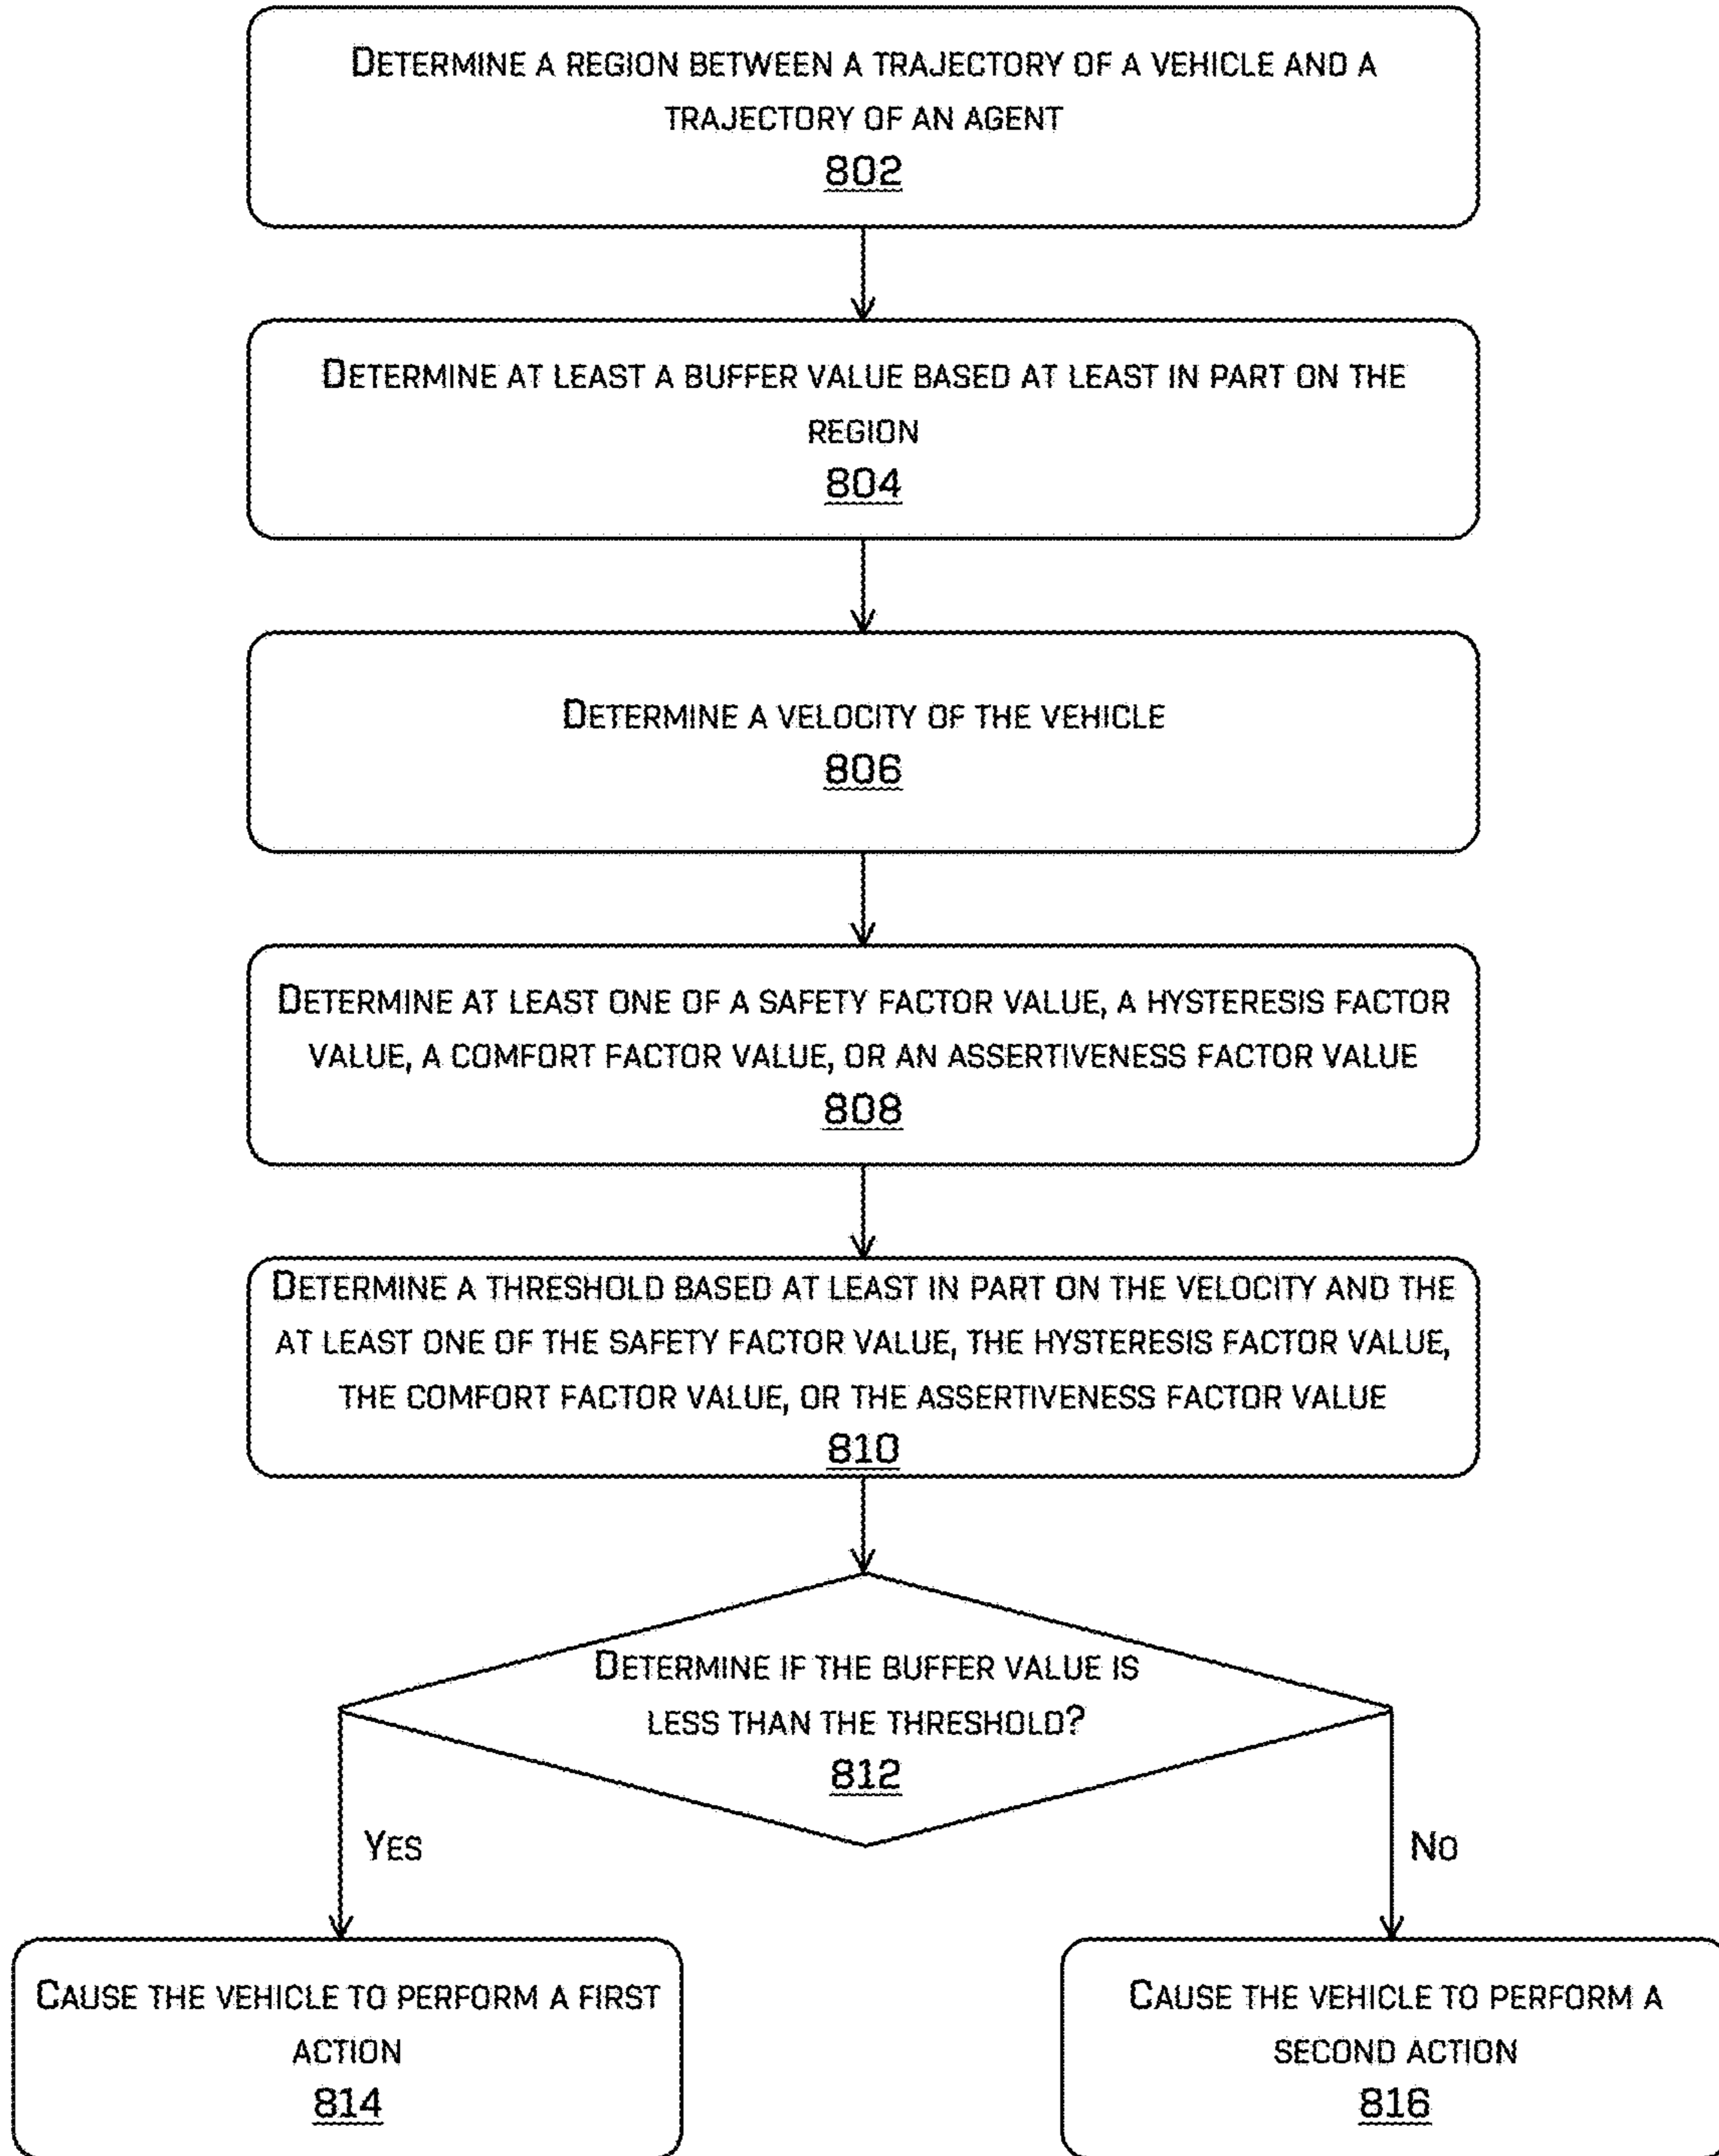 DETERMINE A REGION BETWEEN A TRAJECTORY OF A VEHICLE AND A
TRAJECTORY OF AN AGENT
802
DETERMINE AT LEAST A BUFFER VALUE BASED AT LEAST IN PART ON THE
REGION
804
DETERMINE A VELOCITY OF THE VEHICLE
806
DETERMINE AT LEAST ONE OF A SAFETY FACTOR VALUE, A HYSTERESIS FACTOR
VALUE, A COMFORT FACTOR VALUE, OR AN ASSERTIVENESS FACTOR VALUE
808
DETERMINE A THRESHOLD BASED AT LEAST IN PART ON THE VELOCITY AND THE
AT LEAST ONE OF THE SAFETY FACTOR VALUE, THE HYSTERESIS FACTOR VALUE,
THE COMFORT FACTOR VALUE, OR THE ASSERTIVENESS FACTOR VALUE
810
DETERMINE IF THE BUFFER VALUE IS
LESS THAN THE THRESHOLD?
812
YES
NO
CAUSE THE VEHICLE TO PERFORM A FIRST
ACTION
814
CAUSE THE VEHICLE TO PERFORM A
SECOND ACTION
816